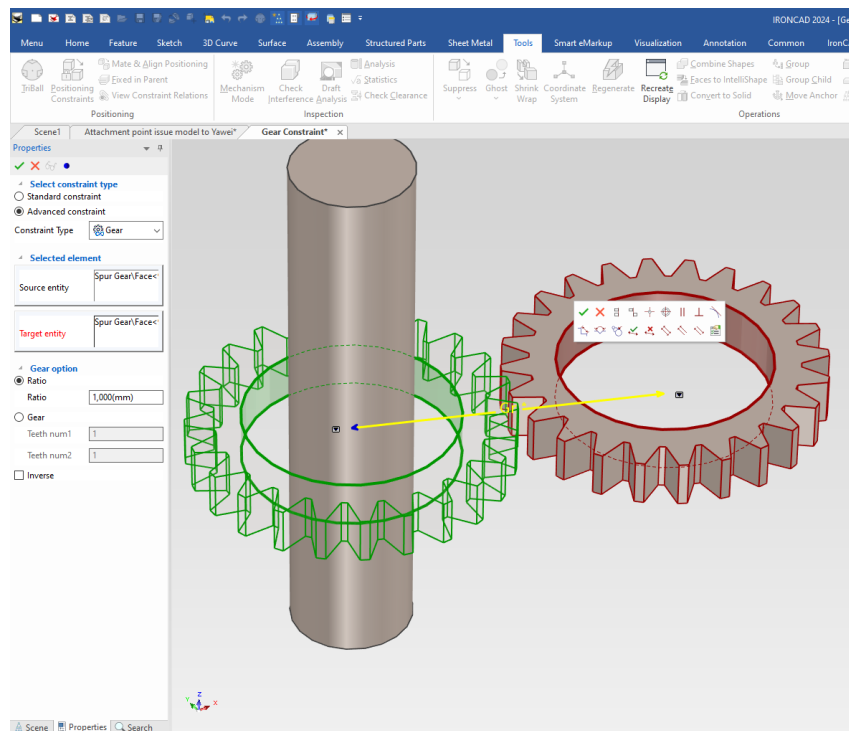 IRONCAD 2024 - [Ge
Menu Home Feature Sketch 3D Curve Surface Assembly Structured Parts Sheet Metal Tools Smart eMarkup Visualization Annotation Common IronC
TriBall Positioning Constraints Mate & Align Positioning Mechanism Mode Check Interference Draft Analysis Analysis Suppress Ghost Shrink Wrap Coordinate System Regenerate Recreate Display Combine Shapes Group
Fixed in Parent Statistics Faces to IntelliShape Group Child
View Constraint Relations Check Clearance Convert to Solid Move Anchor
Positioning Inspection Operations
Scene1 Attachment point issue model to Yawei* Gear Constraint* ×
Properties
Select constraint type
Standard constraint
Advanced constraint
Constraint Type Gear
Selected element
Source entity Spur Gear\Face<
Target entity Spur Gear\Face<
Gear option
Ratio
Ratio 1,000(mm)
Gear
Teeth num1 1
Teeth num2 1
Inverse
Z
Y X
Scene Properties Search